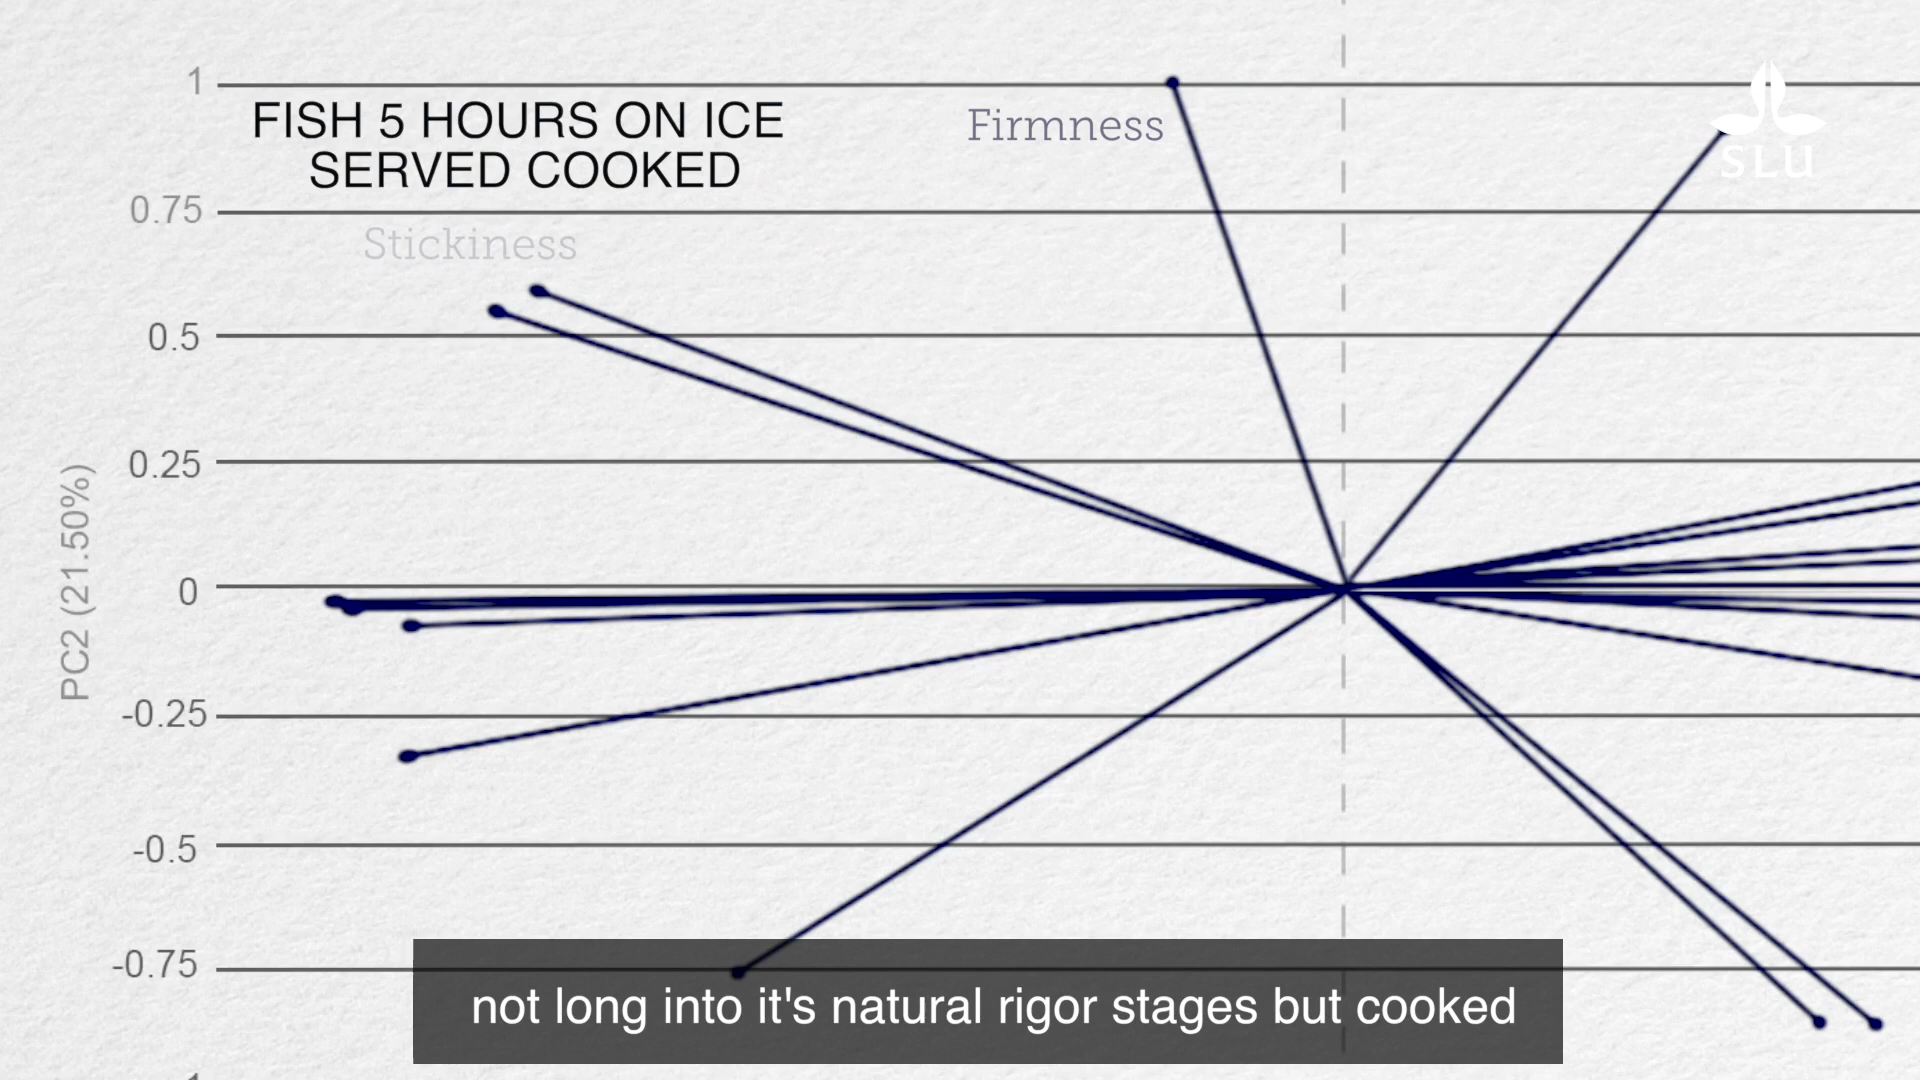 1
FISH 5 HOURS ON ICE
SERVED COOKED
Firmness
SLU
0.75
Stickiness
0.5
0.25
PC2 (21.50%)
0
-0.25
-0.5
-0.75
not long into it's natural rigor stages but cooked